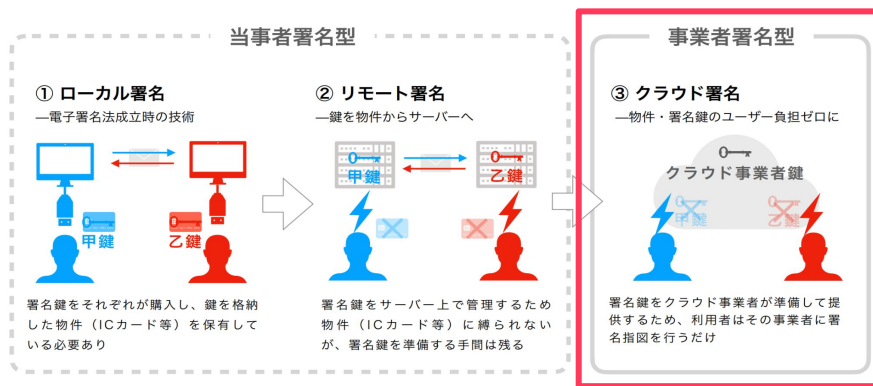 当事者署名型
事業者署名型
① ローカル署名
―電子署名法成立時の技術
甲鍵
乙鍵
署名鍵をそれぞれが購入し、鍵を格納
した物件（ICカード等）を保有して
いる必要あり
② リモート署名
―鍵を物件からサーバーへ
甲鍵
乙鍵
署名鍵をサーバー上で管理するため
物件（ICカード等）に縛られない
が、署名鍵を準備する手間は残る
③ クラウド署名
―物件・署名鍵のユーザー負担ゼロに
クラウド事業者鍵
甲鍵
乙鍵
署名鍵をクラウド事業者が準備して提
供するため、利用者はその事業者に署
名指図を行うだけ